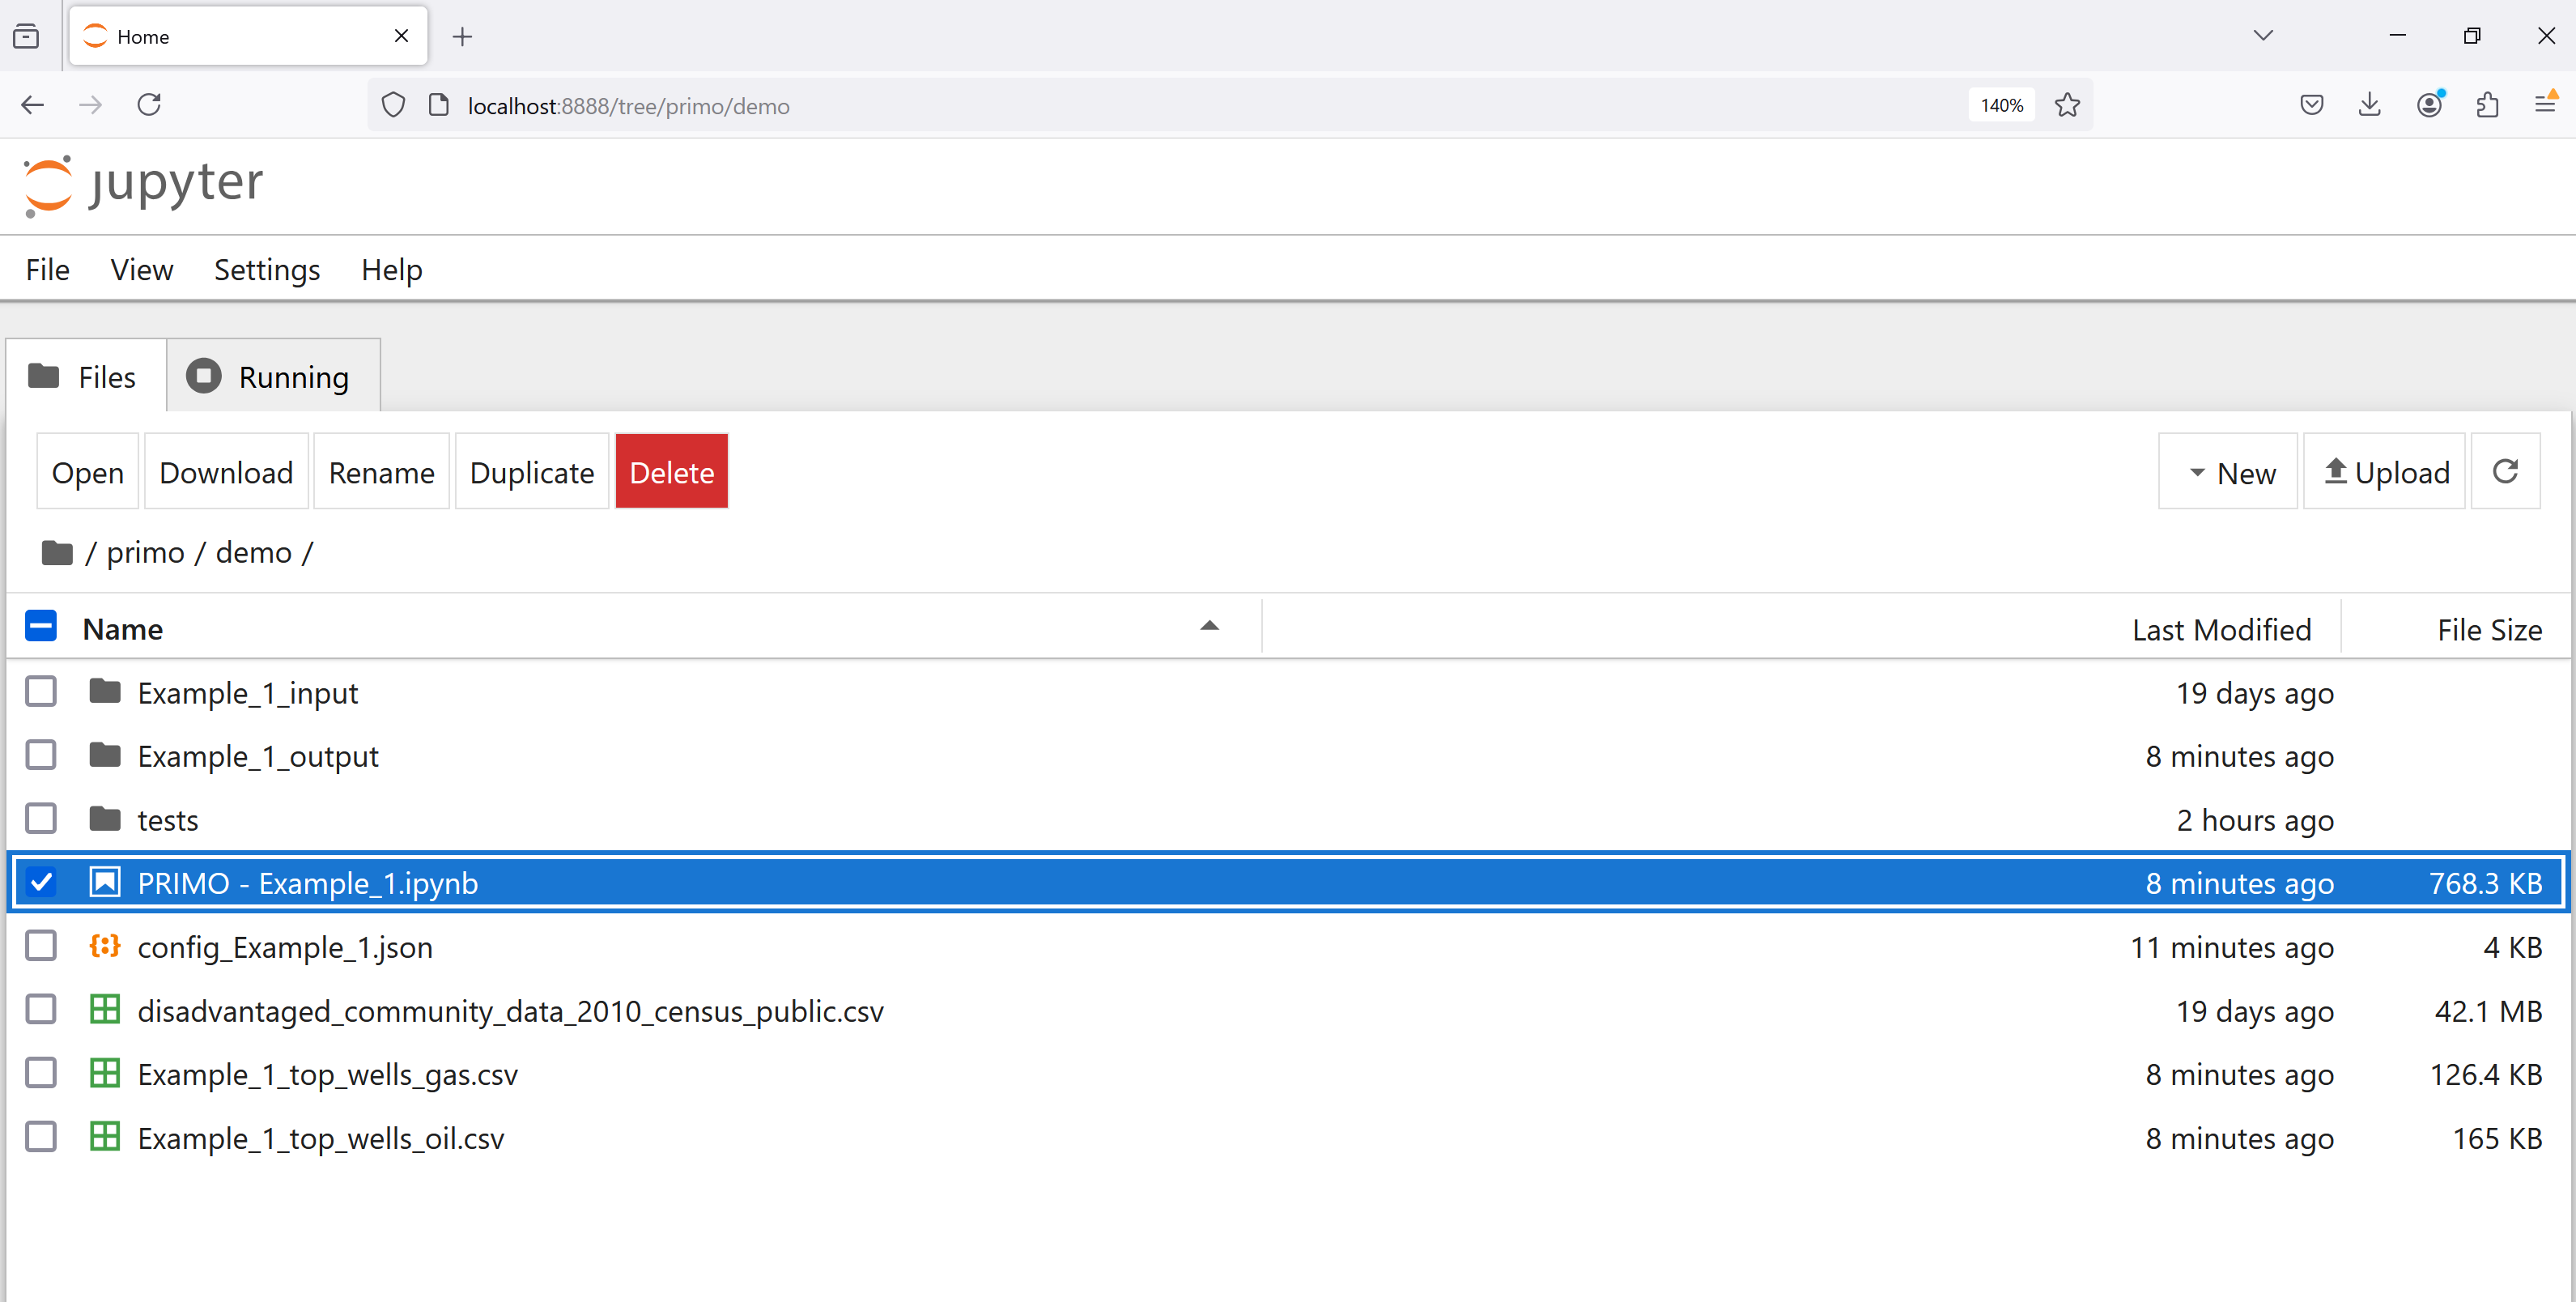 Home
localhost:8888/tree/primo/demo 140%
jupyter
File View Settings Help
Files Running
Open Download Rename Duplicate Delete New Upload
/ primo / demo /
Name Last Modified File Size
Example_1_input 19 days ago
Example_1_output 8 minutes ago
tests 2 hours ago
PRIMO - Example_1.ipynb 8 minutes ago 768.3 KB
config_Example_1.json 11 minutes ago 4 KB
disadvantaged_community_data_2010_census_public.csv 19 days ago 42.1 MB
Example_1_top_wells_gas.csv 8 minutes ago 126.4 KB
Example_1_top_wells_oil.csv 8 minutes ago 165 KB